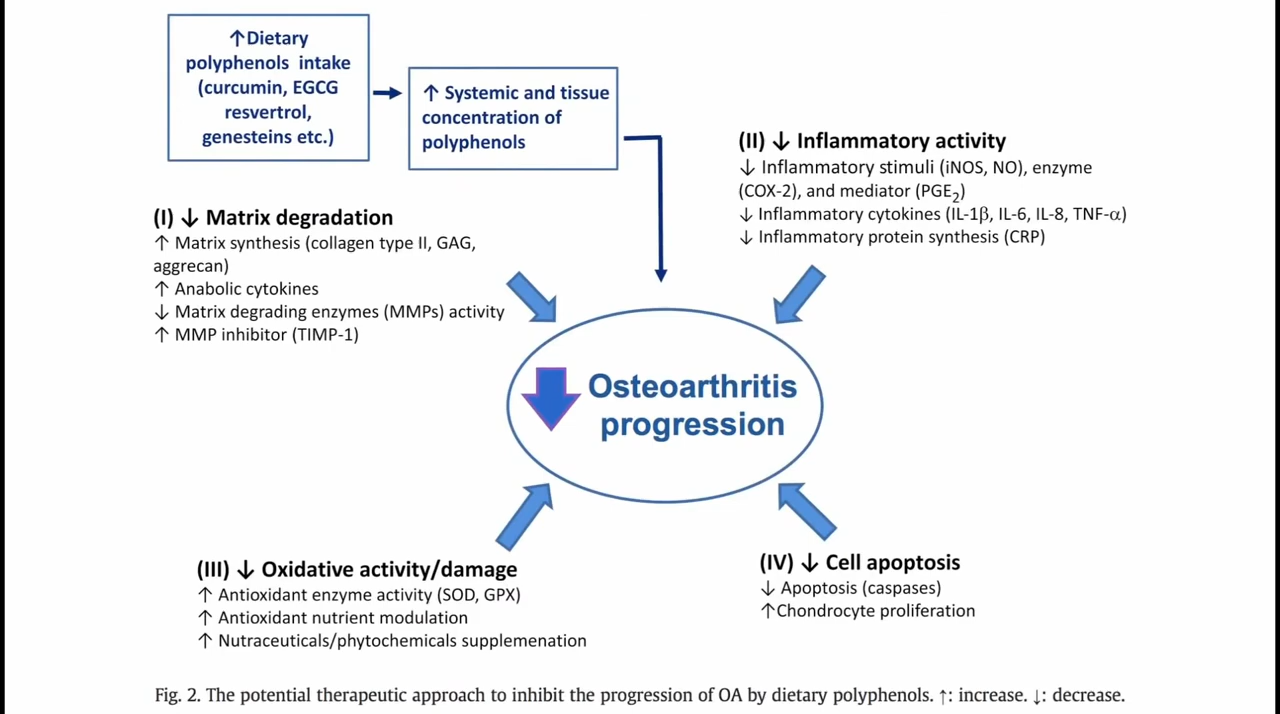 ↑Dietary
polyphenols intake
(curcumin, EGCG
resvertrol,
genesteins etc.)
↑ Systemic and tissue
concentration of
polyphenols
(I) ↓ Matrix degradation
↑ Matrix synthesis (collagen type II, GAG,
aggrecan)
↑ Anabolic cytokines
↓ Matrix degrading enzymes (MMPs) activity
↑ MMP inhibitor (TIMP-1)
(II) ↓ Inflammatory activity
↓ Inflammatory stimuli (iNOS, NO), enzyme
(COX-2), and mediator (PGE₂)
↓ Inflammatory cytokines (IL-1β, IL-6, IL-8, TNF-α)
↓ Inflammatory protein synthesis (CRP)
Osteoarthritis
progression
(III) ↓ Oxidative activity/damage
↑ Antioxidant enzyme activity (SOD, GPX)
↑ Antioxidant nutrient modulation
↑ Nutraceuticals/phytochemicals supplemenation
(IV) ↓ Cell apoptosis
↓ Apoptosis (caspases)
↑Chondrocyte proliferation
Fig. 2. The potential therapeutic approach to inhibit the progression of OA by dietary polyphenols. ↑: increase. ↓: decrease.